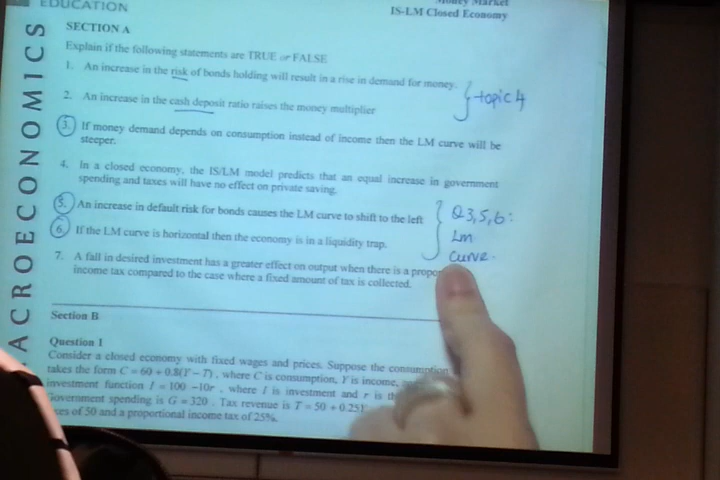 EDUCATION
Money Market
IS-LM Closed Economy
ACROECONOMICS
SECTION A
Explain if the following statements are TRUE or FALSE
1. An increase in the risk of bonds holding will result in a rise in demand for money.
2. An increase in the cash deposit ratio raises the money multiplier
} topic 4
3. If money demand depends on consumption instead of income then the LM curve will be
steeper.
4. In a closed economy, the IS/LM model predicts that an equal increase in government
spending and taxes will have no effect on private saving.
5. An increase in default risk for bonds causes the LM curve to shift to the left
6. If the LM curve is horizontal then the economy is in a liquidity trap.
} Q3,5,6:
Lm
Curve.
7. A fall in desired investment has a greater effect on output when there is a
income tax compared to the case where a fixed amount of tax is collected.
Section B
Question 1
Consider a closed economy with fixed wages and prices. Suppose the consumption
takes the form C = 60 + 0.8(Y – T), where C is consumption, Y is income,
investment function I = 100 –10r , where I is investment and r is
Government spending is G = 320 . Tax revenue is T = 50 + 0.25Y
of 50 and a proportional income tax of 25%.